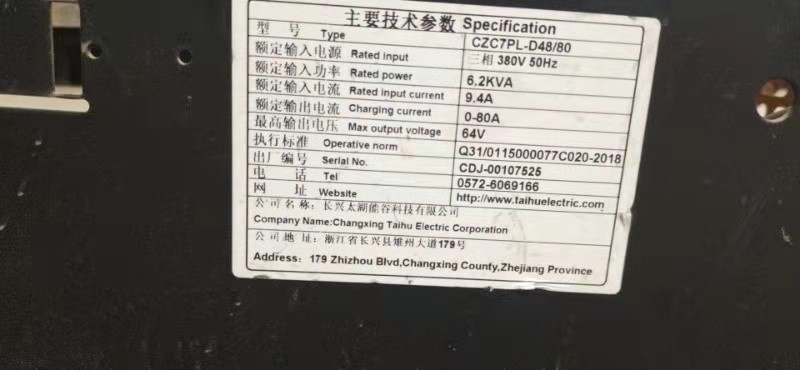 主要技术参数 Specification
型号 Type CZC7PL-D48/80
额定输入电源 Rated input 三相 380V 50Hz
额定输入功率 Rated power 6.2KVA
额定输入电流 Rated input current 9.4A
额定输出电流 Charging current 0-80A
最高输出电压 Max output voltage 64V
执行标准 Operative norm Q31/0115000077C020-2018
出厂编号 Serial No. CDJ-00107525
电话 Tel 0572-6069166
网址 Website http://www.taihuelectric.com
公司名称:长兴太湖能谷科技有限公司
Company Name:Changxing Taihu Electric Corporation
公司地址:浙江省长兴县雉州大道179号
Address: 179 Zhizhou Blvd,Changxing County,Zhejiang Province